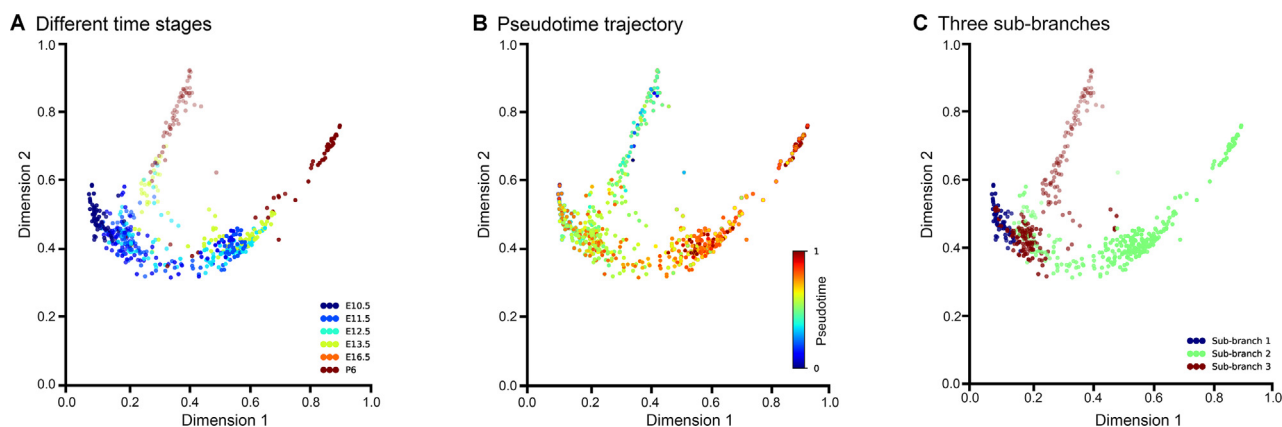 A Different time stages
1.0
0.8
0.6
0.4
0.2
0.0
Dimension 2
0.0 0.2 0.4 0.6 0.8 1.0
Dimension 1
E10.5
E11.5
E12.5
E13.5
E16.5
P6
B Pseudotime trajectory
1.0
0.8
0.6
0.4
0.2
0.0
Dimension 2
0.0 0.2 0.4 0.6 0.8 1.0
Dimension 1
1
Pseudotime
0
C Three sub-branches
1.0
0.8
0.6
0.4
0.2
0.0
Dimension 2
0.0 0.2 0.4 0.6 0.8 1.0
Dimension 1
Sub-branch 1
Sub-branch 2
Sub-branch 3